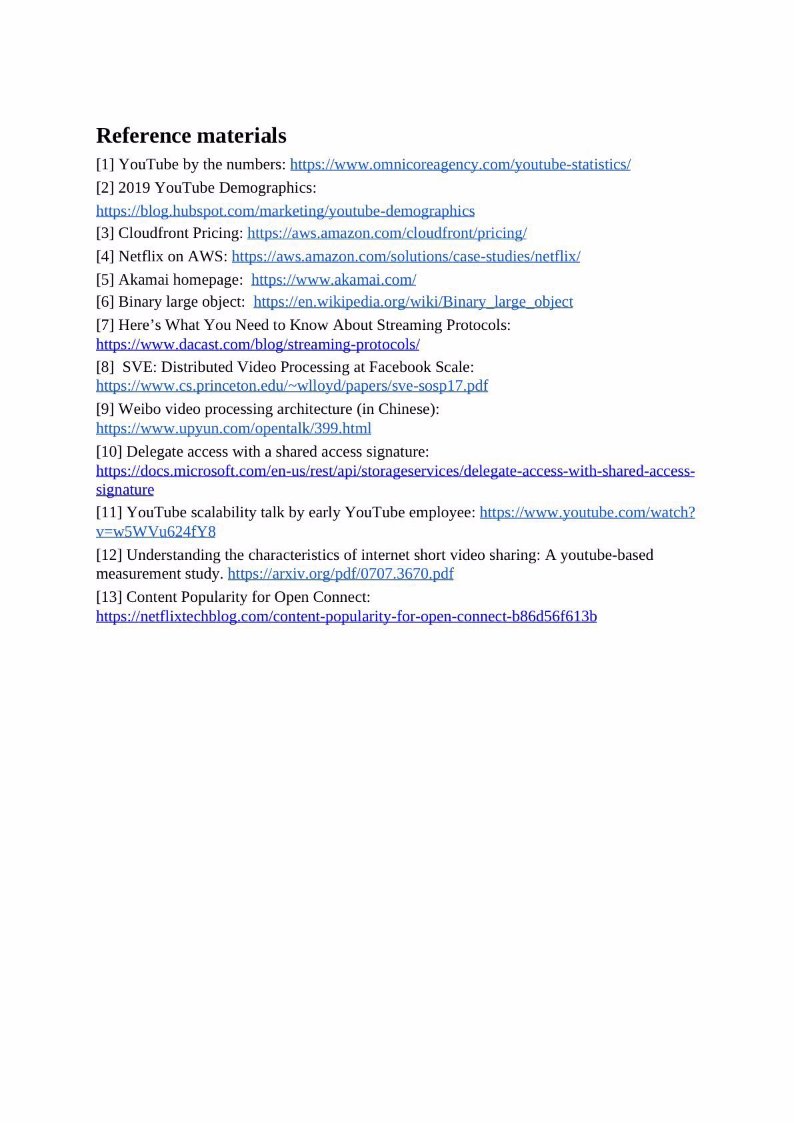 Reference materials
[1] YouTube by the numbers: https://www.omnicoreagency.com/youtube-statistics/
[2] 2019 YouTube Demographics:
https://blog.hubspot.com/marketing/youtube-demographics
[3] Cloudfront Pricing: https://aws.amazon.com/cloudfront/pricing/
[4] Netflix on AWS: https://aws.amazon.com/solutions/case-studies/netflix/
[5] Akamai homepage:  https://www.akamai.com/
[6] Binary large object:  https://en.wikipedia.org/wiki/Binary_large_object
[7] Here’s What You Need to Know About Streaming Protocols:
https://www.dacast.com/blog/streaming-protocols/
[8]  SVE: Distributed Video Processing at Facebook Scale:
https://www.cs.princeton.edu/~wlloyd/papers/sve-sosp17.pdf
[9] Weibo video processing architecture (in Chinese):
https://www.upyun.com/opentalk/399.html
[10] Delegate access with a shared access signature:
https://docs.microsoft.com/en-us/rest/api/storageservices/delegate-access-with-shared-access-
signature
[11] YouTube scalability talk by early YouTube employee: https://www.youtube.com/watch?
v=w5WVu624fY8
[12] Understanding the characteristics of internet short video sharing: A youtube-based
measurement study. https://arxiv.org/pdf/0707.3670.pdf
[13] Content Popularity for Open Connect:
https://netflixtechblog.com/content-popularity-for-open-connect-b86d56f613b